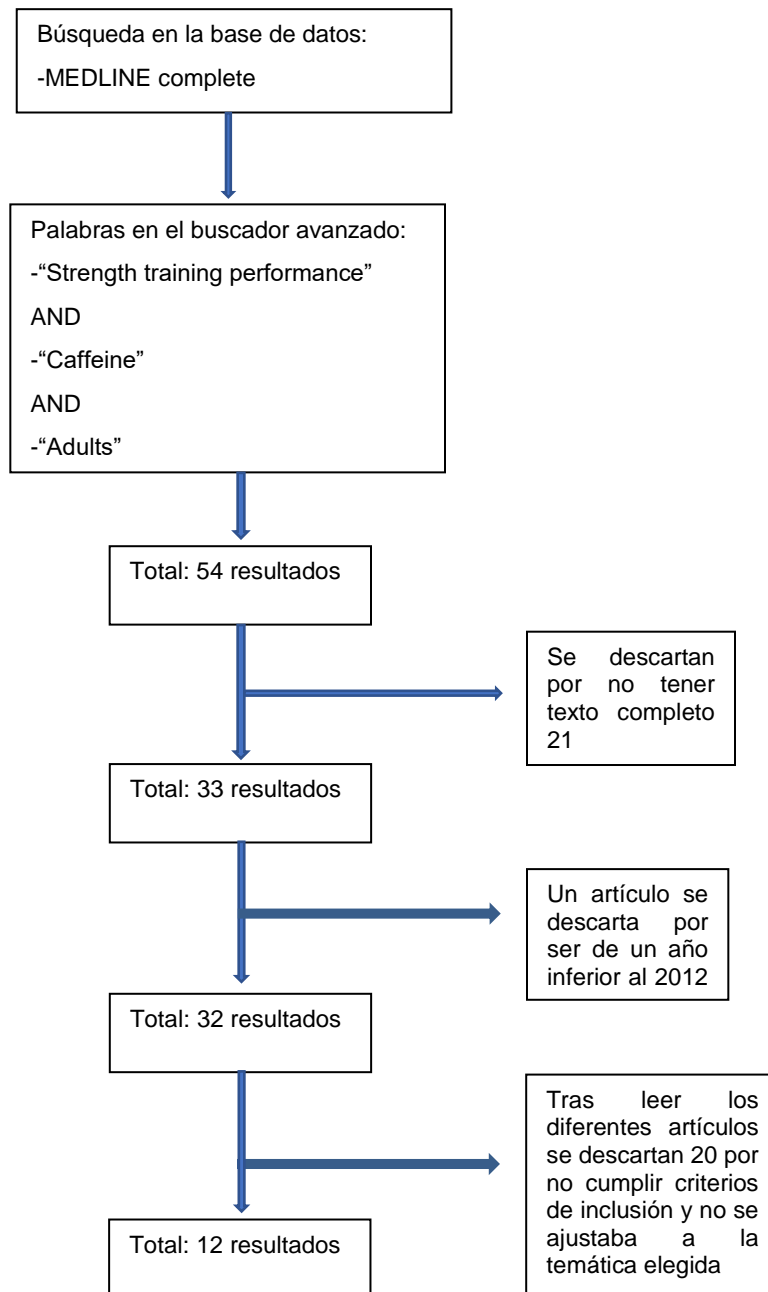 Búsqueda en la base de datos:
-MEDLINE complete
Palabras en el buscador avanzado:
-“Strength training performance”
AND
-“Caffeine”
AND
-“Adults”
Total: 54 resultados
Se descartan
por no tener
texto completo
21
Total: 33 resultados
Un artículo se
descarta por
ser de un año
inferior al 2012
Total: 32 resultados
Tras leer los
diferentes artículos
se descartan 20 por
no cumplir criterios
de inclusión y no se
ajustaba a la
temática elegida
Total: 12 resultados